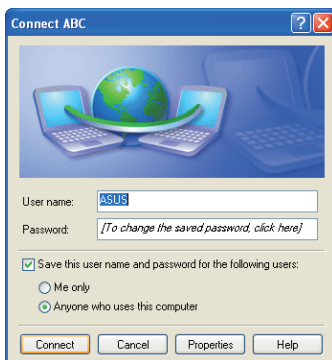 Connect ABC
User name: ASUS
Password: [To change the saved password, click here]
Save this user name and password for the following users:
Me only
Anyone who uses this computer
Connect Cancel Properties Help